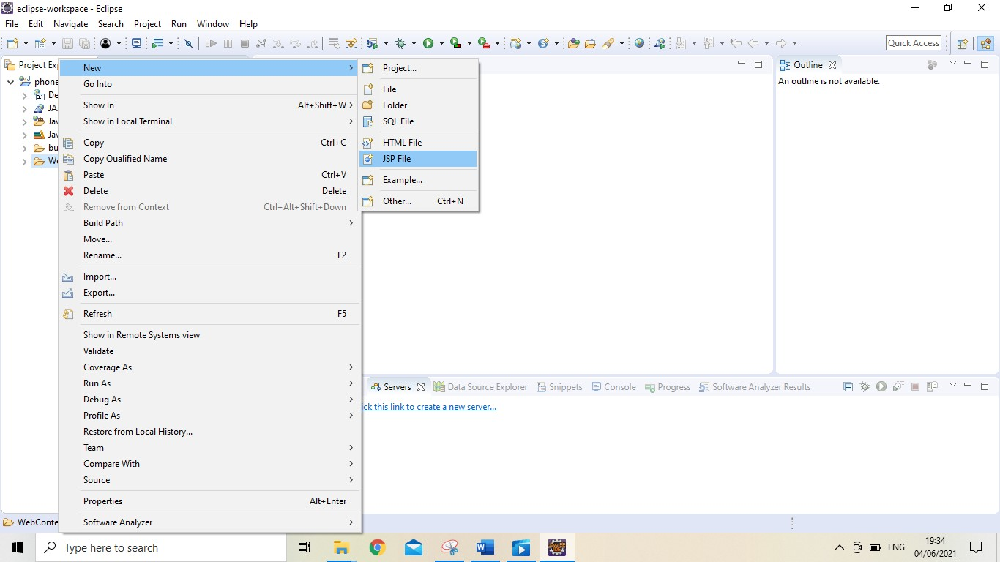 eclipse-workspace - Eclipse
File Edit Navigate Search Project Run Window Help
Quick Access
Project Ex
phone
De
JA
Jav
Jav
bu
We
New
Go Into
Show In Alt+Shift+W
Show in Local Terminal
Copy Ctrl+C
Copy Qualified Name
Paste Ctrl+V
Delete Delete
Remove from Context Ctrl+Alt+Shift+Down
Build Path
Move...
Rename... F2
Import...
Export...
Refresh F5
Show in Remote Systems view
Validate
Coverage As
Run As
Debug As
Profile As
Restore from Local History...
Team
Compare With
Source
Properties Alt+Enter
Software Analyzer
Project...
File
Folder
SQL File
HTML File
JSP File
Example...
Other... Ctrl+N
Outline
An outline is not available.
Servers Data Source Explorer Snippets Console Progress Software Analyzer Results
ick this link to create a new server...
WebConte
Type here to search
ENG
19:34
04/06/2021